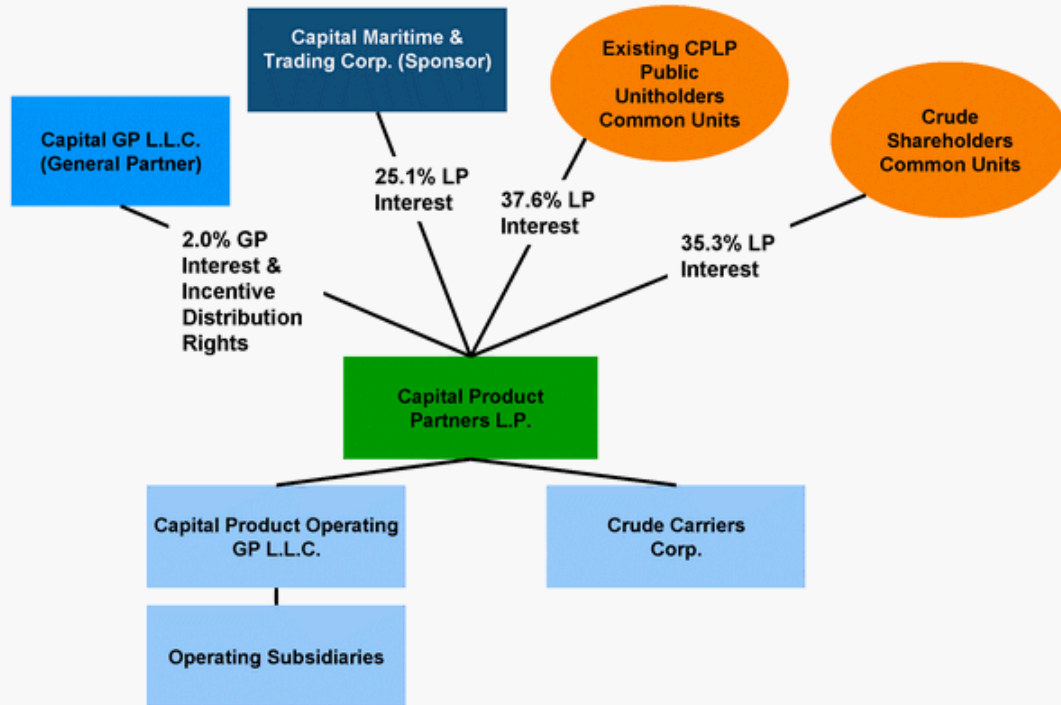 Capital Maritime &
Trading Corp. (Sponsor)
Existing CPLP
Public
Unitholders
Common Units
Crude
Shareholders
Common Units
Capital GP L.L.C.
(General Partner)
25.1% LP
Interest
37.6% LP
Interest
35.3% LP
Interest
2.0% GP
Interest &
Incentive
Distribution
Rights
Capital Product
Partners L.P.
Capital Product Operating
GP L.L.C.
Crude Carriers
Corp.
Operating Subsidiaries